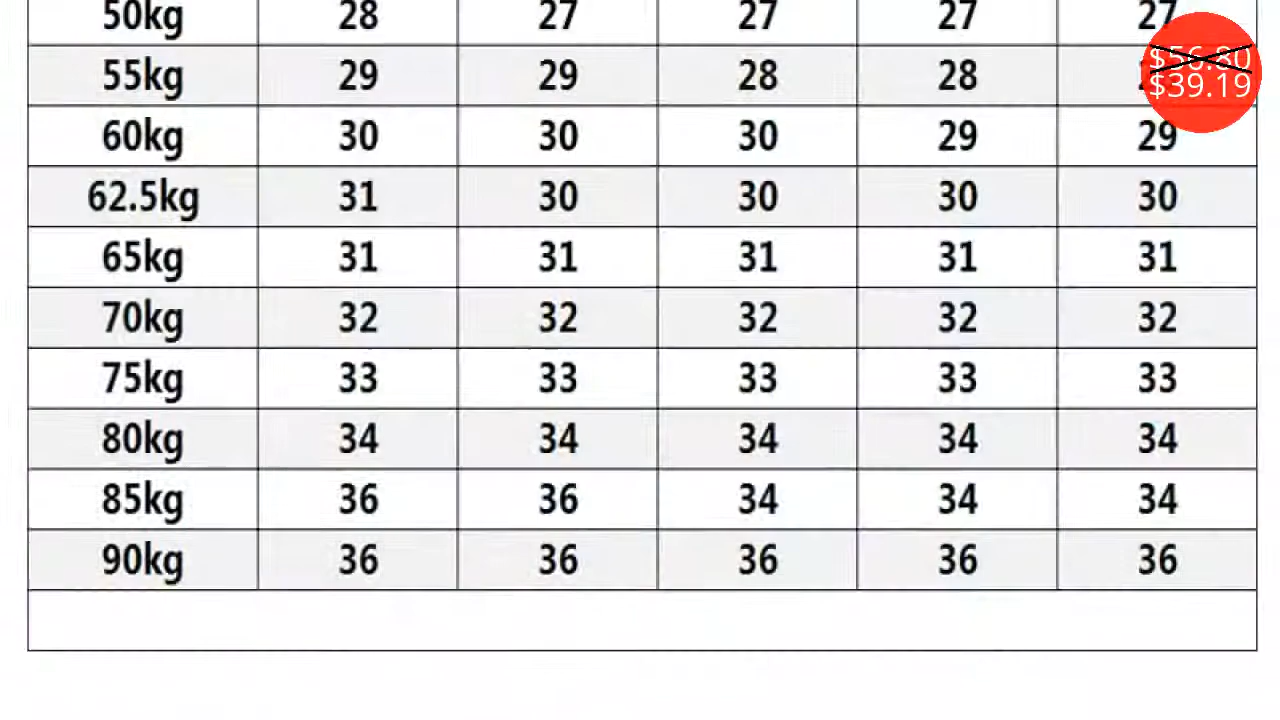 50kg 28 27 27 27 27
$56.80
$39.19
55kg 29 29 28 28
60kg 30 30 30 29 29
62.5kg 31 30 30 30 30
65kg 31 31 31 31 31
70kg 32 32 32 32 32
75kg 33 33 33 33 33
80kg 34 34 34 34 34
85kg 36 36 34 34 34
90kg 36 36 36 36 36